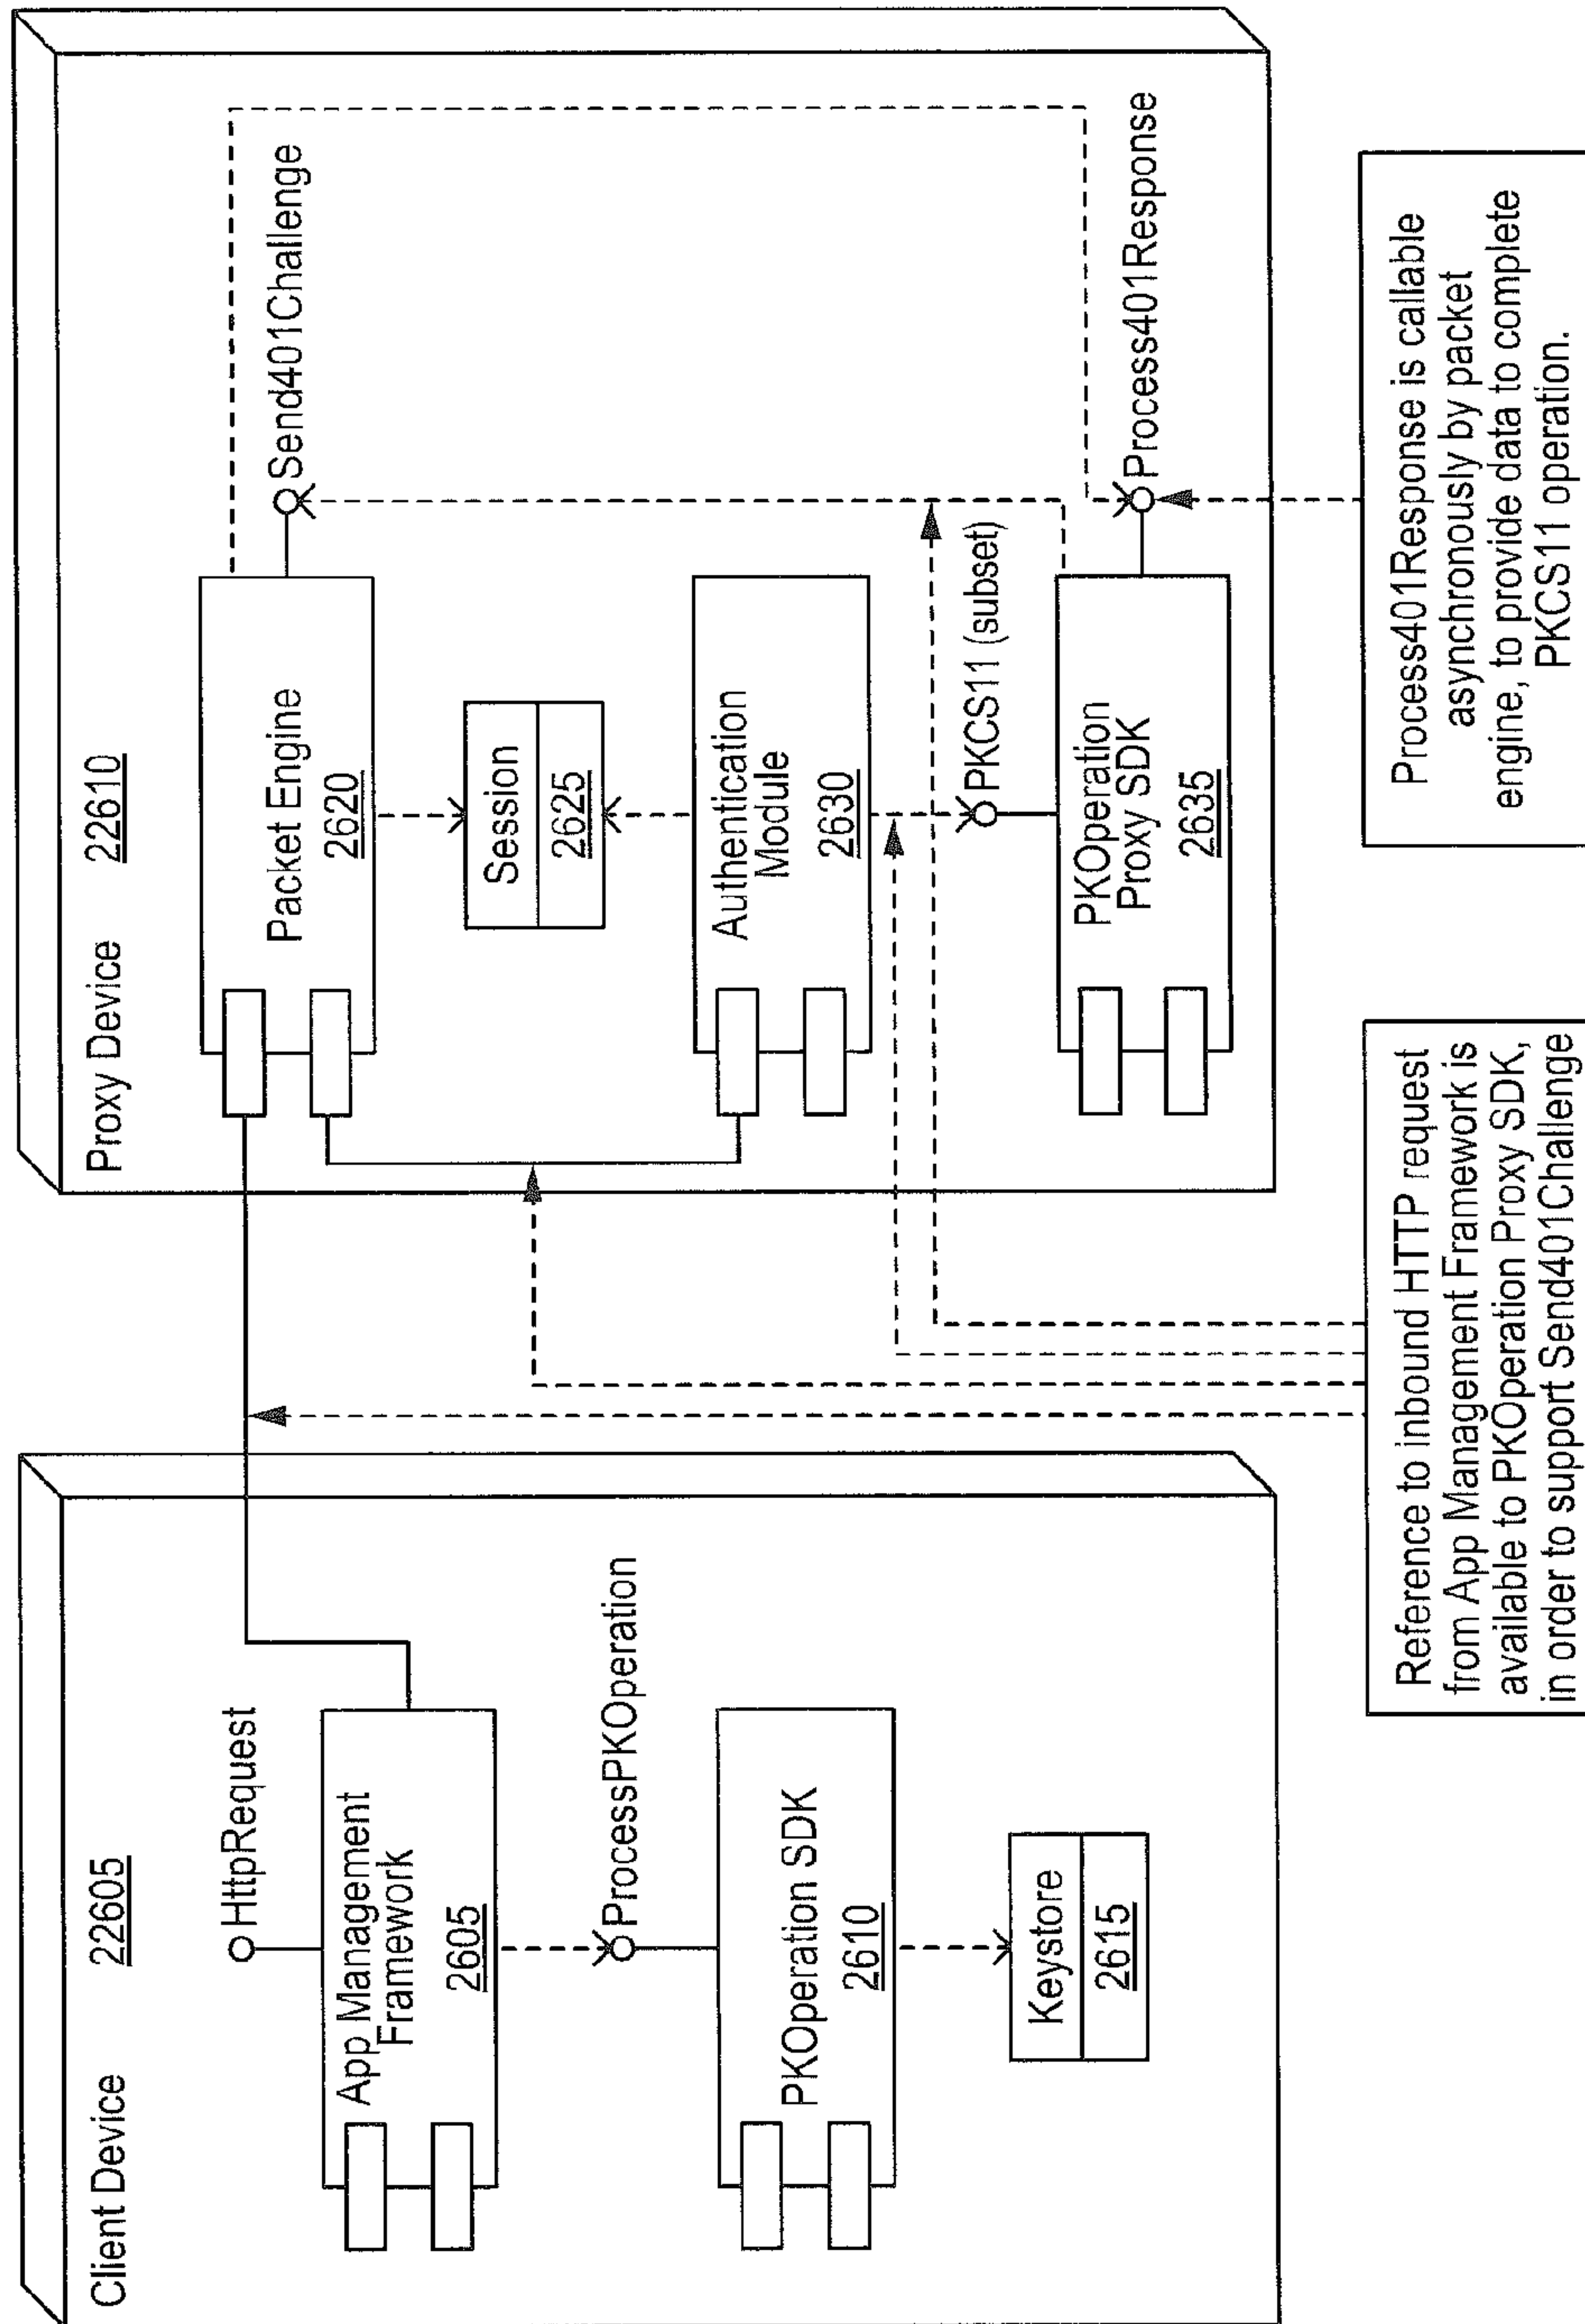 Client Device 22605
HttpRequest
App Management
Framework
2605
ProcessPKOperation
PKOperation SDK
2610
Keystore
2615
Proxy Device 22610
Packet Engine
2620
Send401Challenge
Session
2625
Authentication
Module
2630
PKCS11 (subset)
PKOperation
Proxy SDK
2635
Process401Response
Reference to inbound HTTP request
from App Management Framework is
available to PKOperation Proxy SDK,
in order to support Send401Challenge
Process401Response is callable
asynchronously by packet
engine, to provide data to complete
PKCS11 operation.